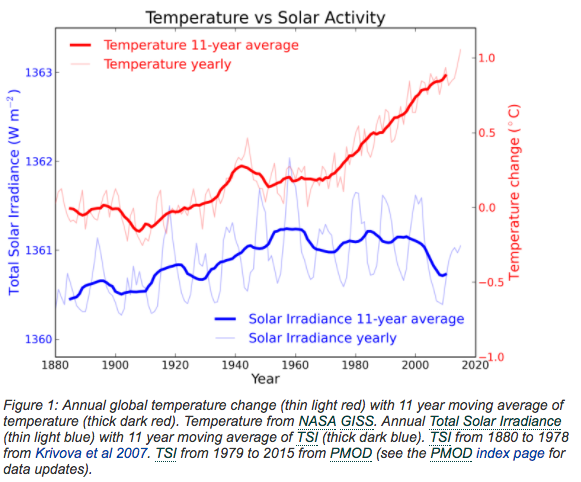 Temperature vs Solar Activity
Temperature 11-year average
Temperature yearly
Total Solar Irradiance (W m⁻²)
1363
1362
1361
1360
1.0
0.5
0.0
−0.5
−1.0
Temperature change (°C)
Solar Irradiance 11-year average
Solar Irradiance yearly
1880 1900 1920 1940 1960 1980 2000 2020
Year
Figure 1: Annual global temperature change (thin light red) with 11 year moving average of
temperature (thick dark red). Temperature from NASA GISS. Annual Total Solar Irradiance
(thin light blue) with 11 year moving average of TSI (thick dark blue). TSI from 1880 to 1978
from Krivova et al 2007. TSI from 1979 to 2015 from PMOD (see the PMOD index page for
data updates).